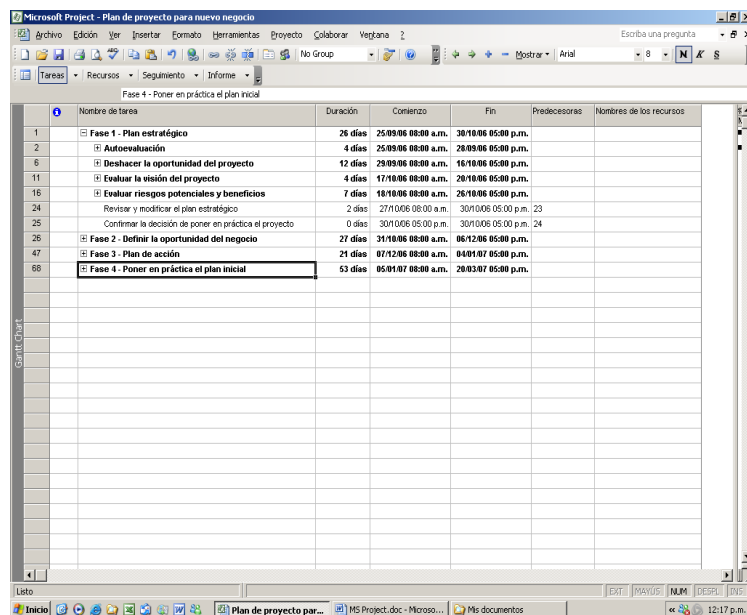 Microsoft Project - Plan de proyecto para nuevo negocio
Archivo Edición Ver Insertar Formato Herramientas Proyecto Colaborar Ventana ? Escriba una pregunta
No Group Mostrar Arial 8 N K S
Tareas Recursos Seguimiento Informe
Fase 4 - Poner en práctica el plan inicial
Nombre de tarea Duración Comienzo Fin Predecesoras Nombres de los recursos
1 Fase 1 - Plan estratégico 26 días 25/09/06 08:00 a.m. 30/10/06 05:00 p.m.
2 Autoevaluación 4 días 25/09/06 08:00 a.m. 28/09/06 05:00 p.m.
6 Deshacer la oportunidad del proyecto 12 días 29/09/06 08:00 a.m. 16/10/06 05:00 p.m.
11 Evaluar la visión del proyecto 4 días 17/10/06 08:00 a.m. 20/10/06 05:00 p.m.
16 Evaluar riesgos potenciales y beneficios 7 días 18/10/06 08:00 a.m. 26/10/06 05:00 p.m.
24 Revisar y modificar el plan estratégico 2 días 27/10/06 08:00 a.m. 30/10/06 05:00 p.m. 23
25 Confirmar la decisión de poner en práctica el proyecto 0 días 30/10/06 05:00 p.m. 30/10/06 05:00 p.m. 24
26 Fase 2 - Definir la oportunidad del negocio 27 días 31/10/06 08:00 a.m. 06/12/06 05:00 p.m.
47 Fase 3 - Plan de acción 21 días 07/12/06 08:00 a.m. 04/01/07 05:00 p.m.
68 Fase 4 - Poner en práctica el plan inicial 53 días 05/01/07 08:00 a.m. 20/03/07 05:00 p.m.
Gantt Chart
Listo EXT MAYÚS NUM DESPL INS
Inicio Plan de proyecto par... MS Project.doc - Microso... Mis documentos 12:17 p.m.